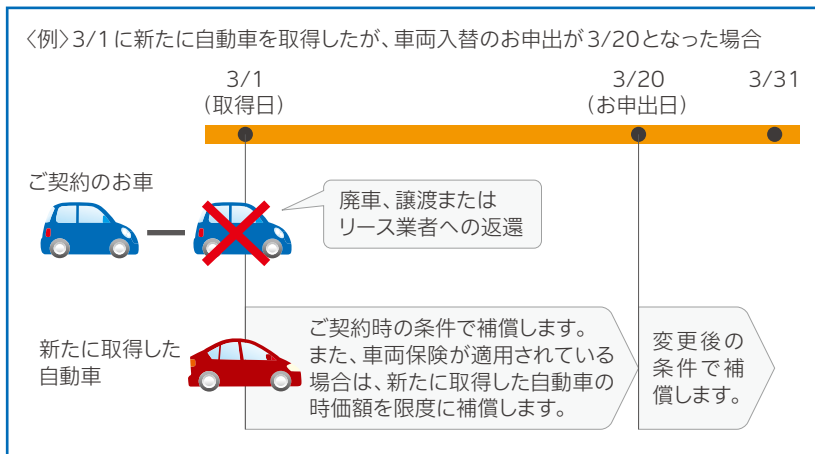 〈例〉3/1に新たに自動車を取得したが、車両入替のお申出が3/20となった場合
3/1
(取得日)
3/20
(お申出日)
3/31
ご契約のお車
廃車、譲渡または
リース業者への返還
新たに取得した
自動車
ご契約時の条件で補償します。
また、車両保険が適用されている
場合は、新たに取得した自動車の
時価額を限度に補償します。
変更後の
条件で補
償します。